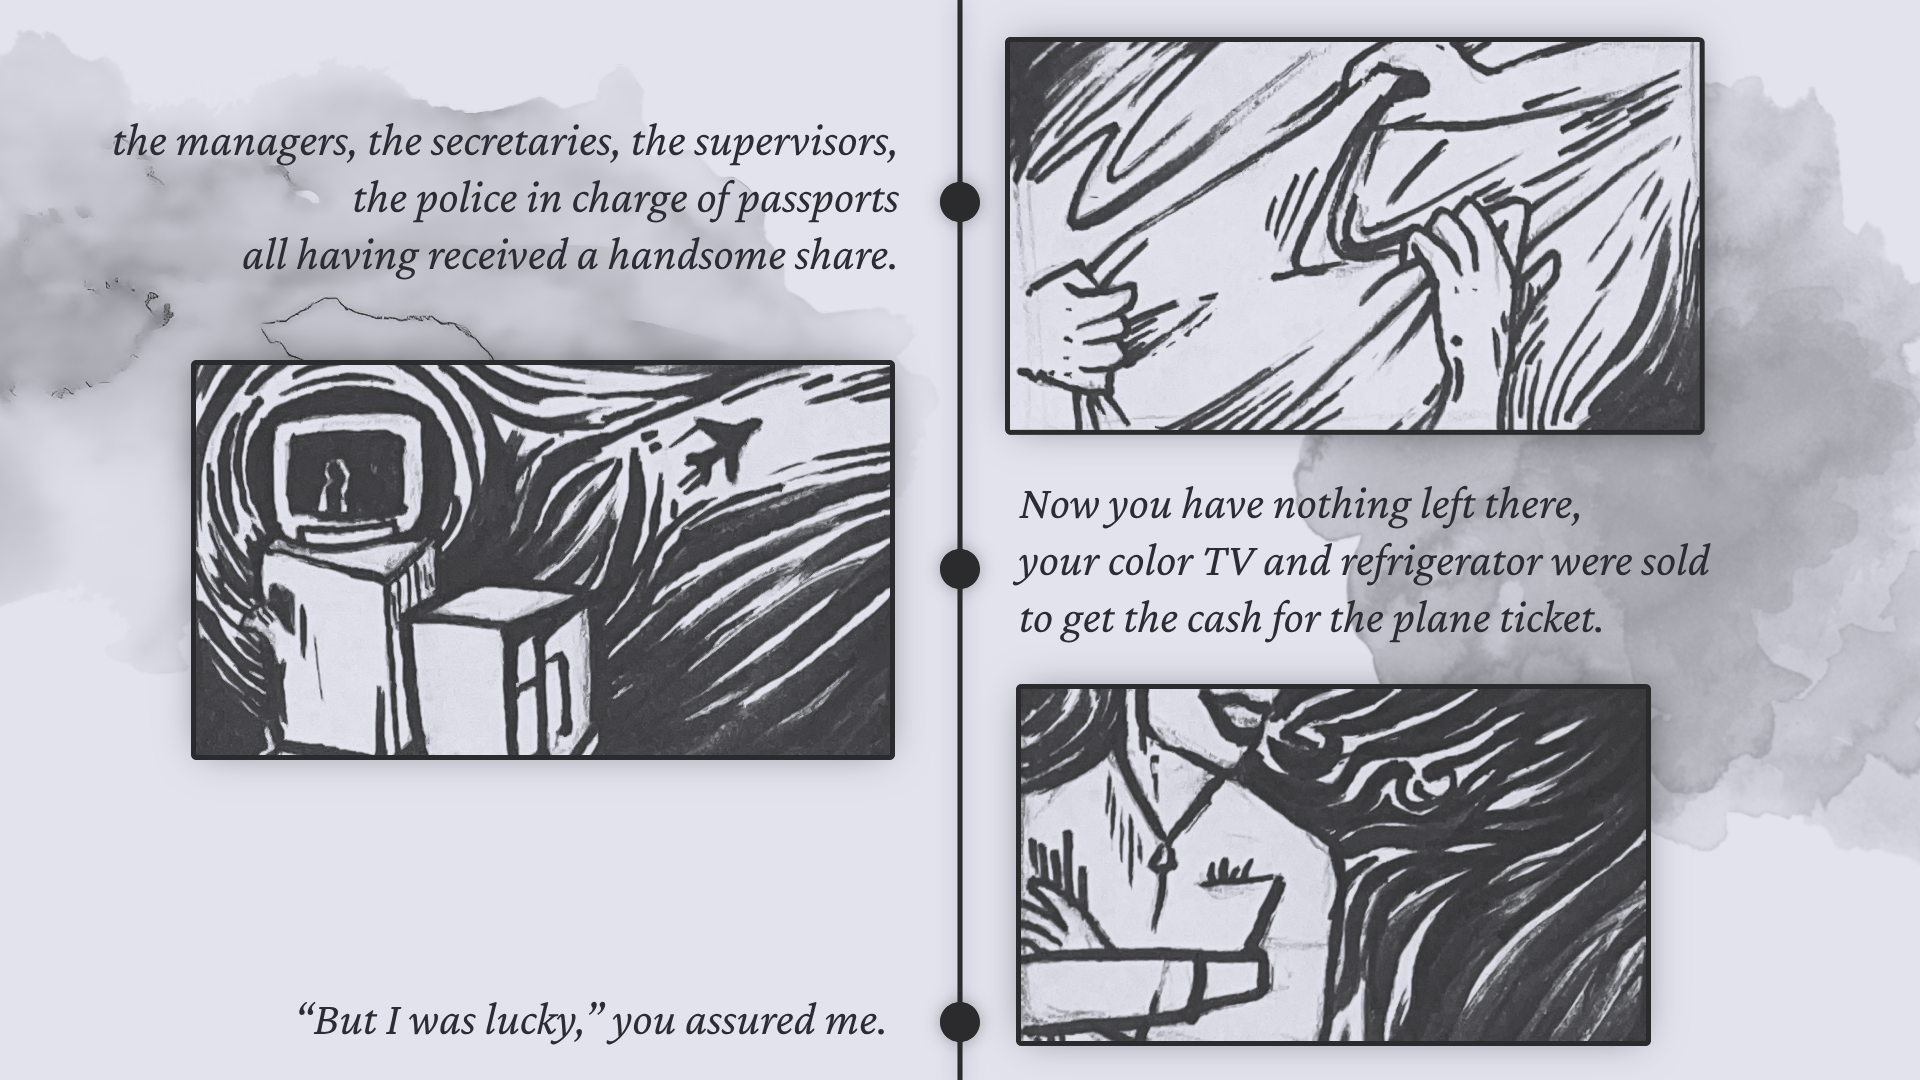 the managers, the secretaries, the supervisors,
the police in charge of passports
all having received a handsome share.
Now you have nothing left there,
your color TV and refrigerator were sold
to get the cash for the plane ticket.
“But I was lucky,” you assured me.